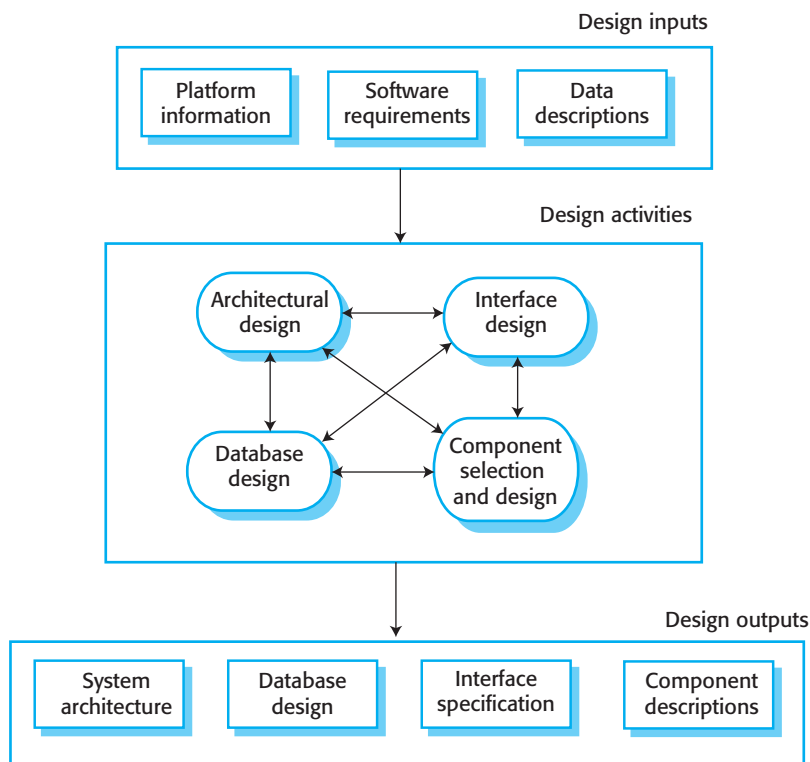 Design inputs
Platform
information
Software
requirements
Data
descriptions
Design activities
Architectural
design
Interface
design
Database
design
Component
selection
and design
Design outputs
System
architecture
Database
design
Interface
specification
Component
descriptions